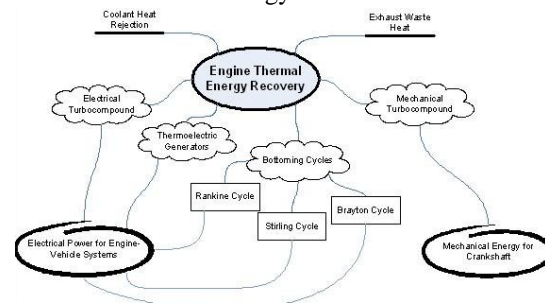 Coolant Heat
Rejection
Exhaust Waste
Heat
Engine Thermal
Energy Recovery
Electrical
Turbocompound
Mechanical
Turbocompound
Thermoelectric
Generators
Bottoming Cycles
Rankine Cycle
Brayton Cycle
Stirling Cycle
Electrical Power for Engine-
Vehicle Systems
Mechanical Energy for
Crankshaft